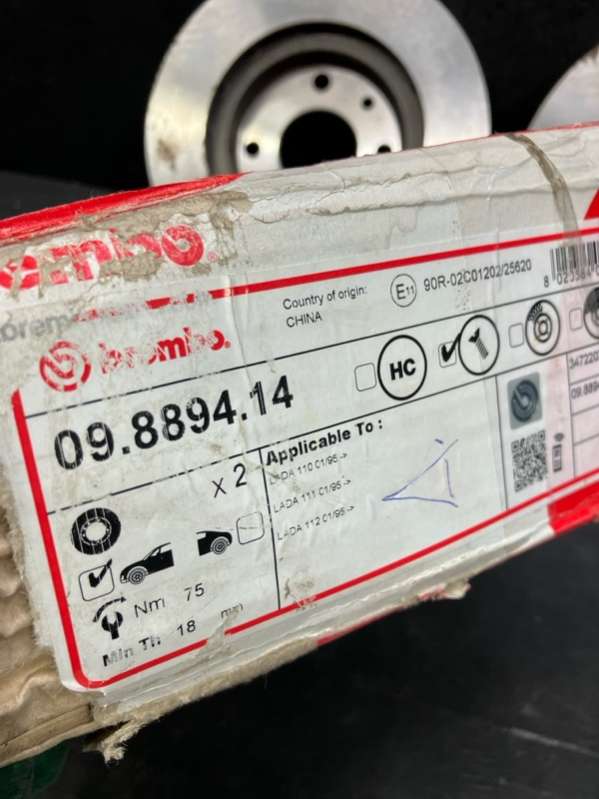 brembo.
Country of origin:
CHINA
E11
90R-02C01202/25620
brembo.
09.8894.14
HC
x 2
Applicable To :
LADA 110 01/95 ->
LADA 111 01/95 ->
LADA 112 01/95 ->
Nm 75
Min Th 18 mm